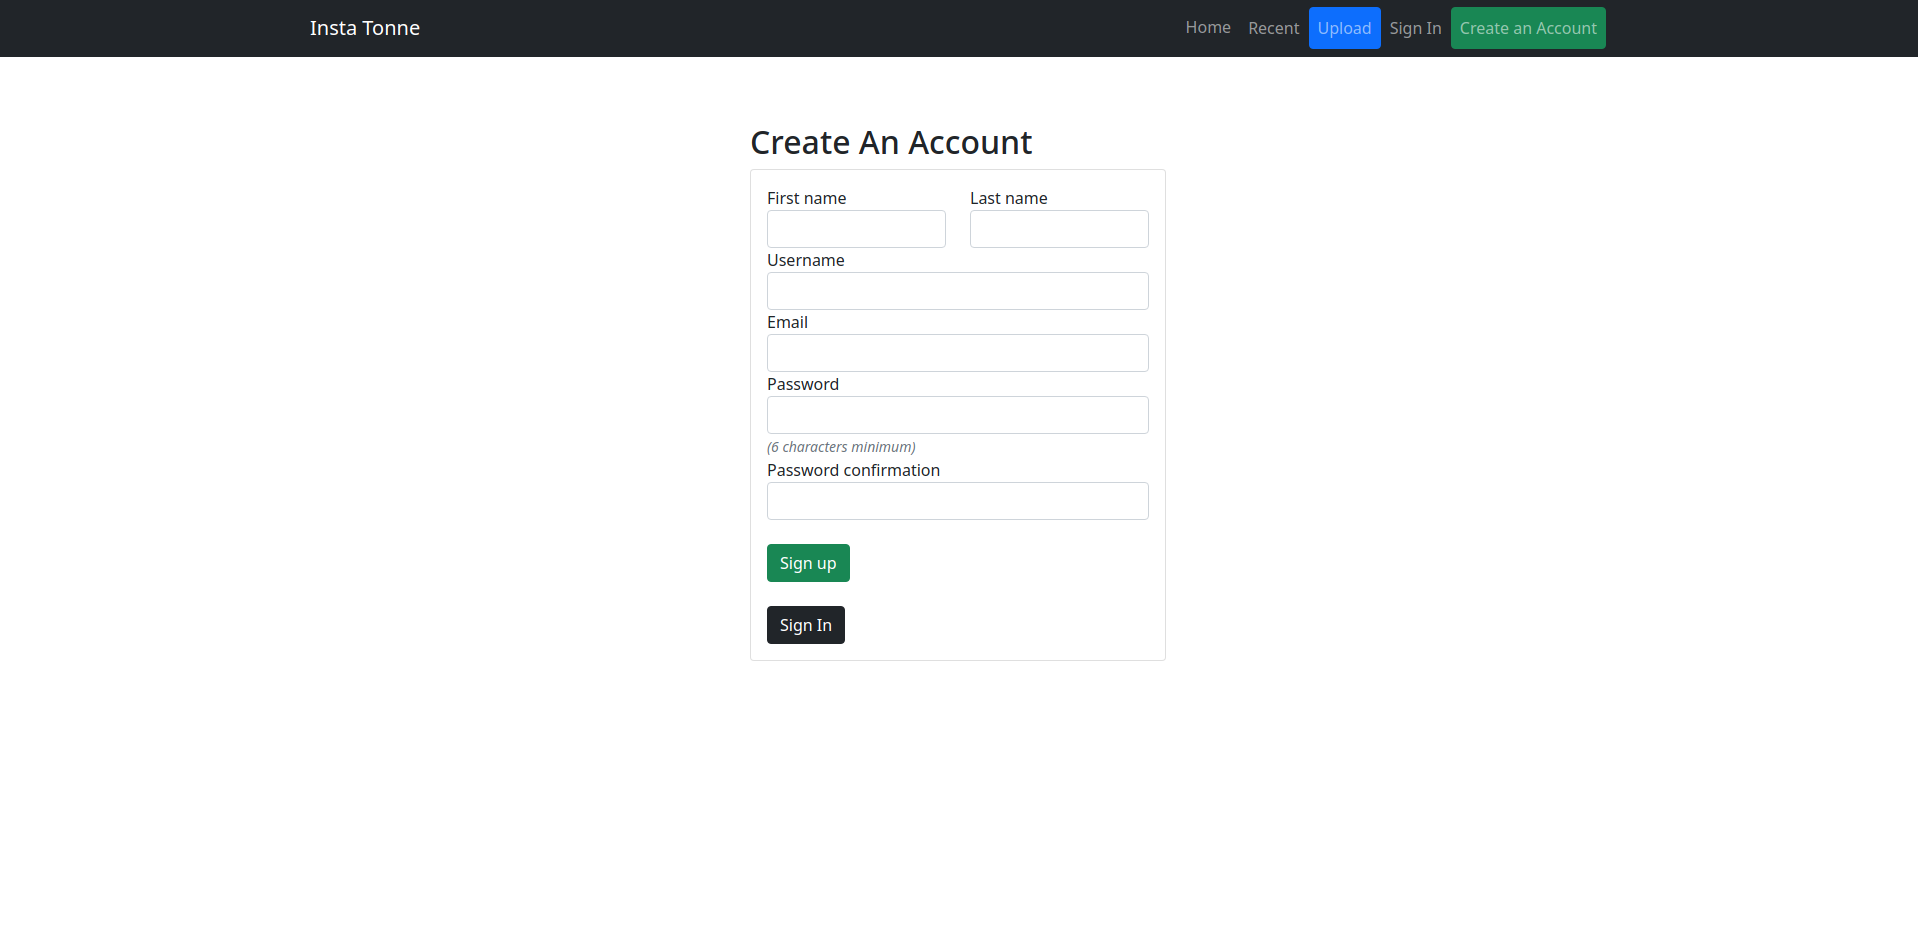 Insta Tonne Home Recent Upload Sign In Create an Account
Create An Account
First name Last name
Username
Email
Password
(6 characters minimum)
Password confirmation
Sign up
Sign In